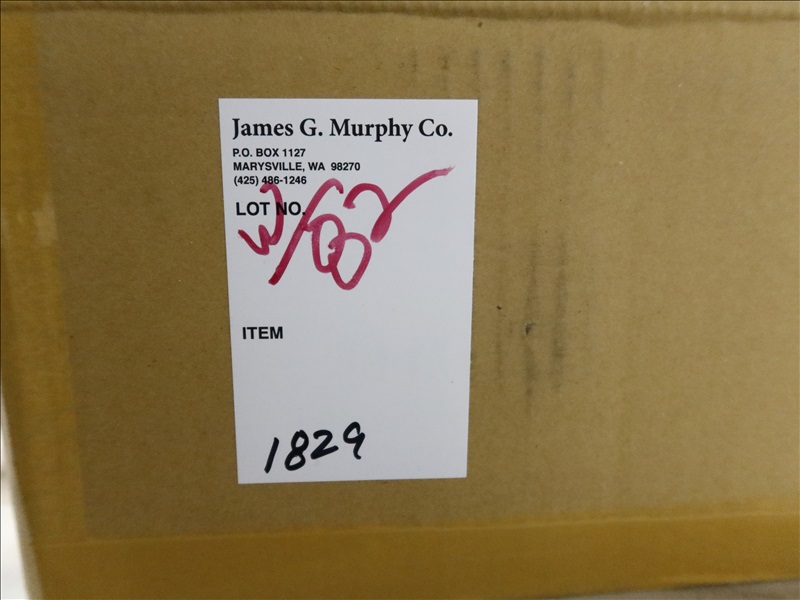 James G. Murphy Co.
P.O. BOX 1127
MARYSVILLE, WA 98270
(425) 486-1246
LOT NO.
ITEM
1829